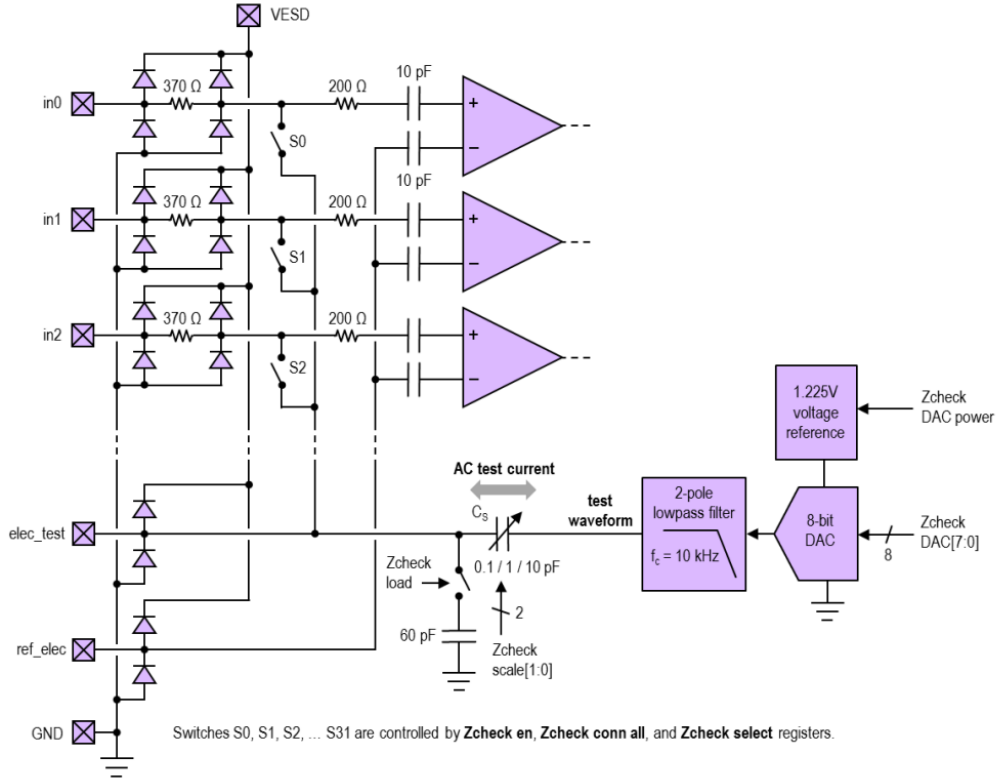 VESD
10 pF
370 Ω
200 Ω
in0
+
S0
−
10 pF
370 Ω
200 Ω
in1
+
S1
−
370 Ω
200 Ω
in2
+
S2
−
1.225V
voltage
reference
Zcheck
DAC power
AC test current
CS
test
waveform
2-pole
lowpass filter
fc = 10 kHz
8-bit
DAC
8
Zcheck
DAC[7:0]
elec_test
Zcheck
load
0.1 / 1 / 10 pF
2
60 pF
Zcheck
scale[1:0]
ref_elec
GND
Switches S0, S1, S2, ... S31 are controlled by Zcheck en, Zcheck conn all, and Zcheck select registers.